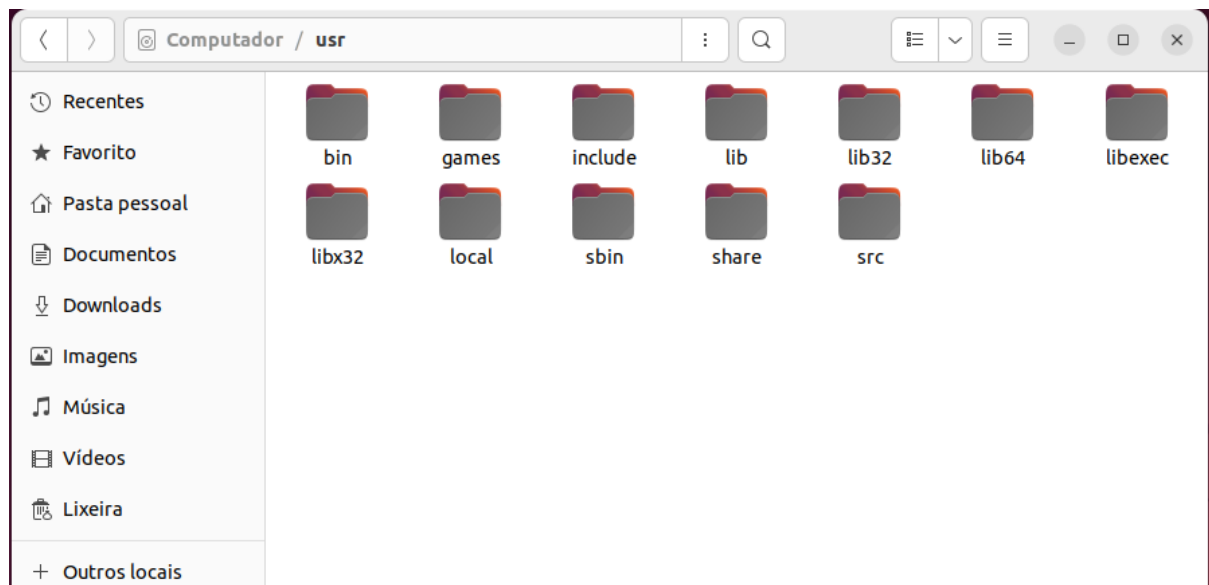 Computador / usr
Recentes
Favorito
Pasta pessoal
Documentos
Downloads
Imagens
Música
Vídeos
Lixeira
+ Outros locais
bin games include lib lib32 lib64 libexec
libx32 local sbin share src